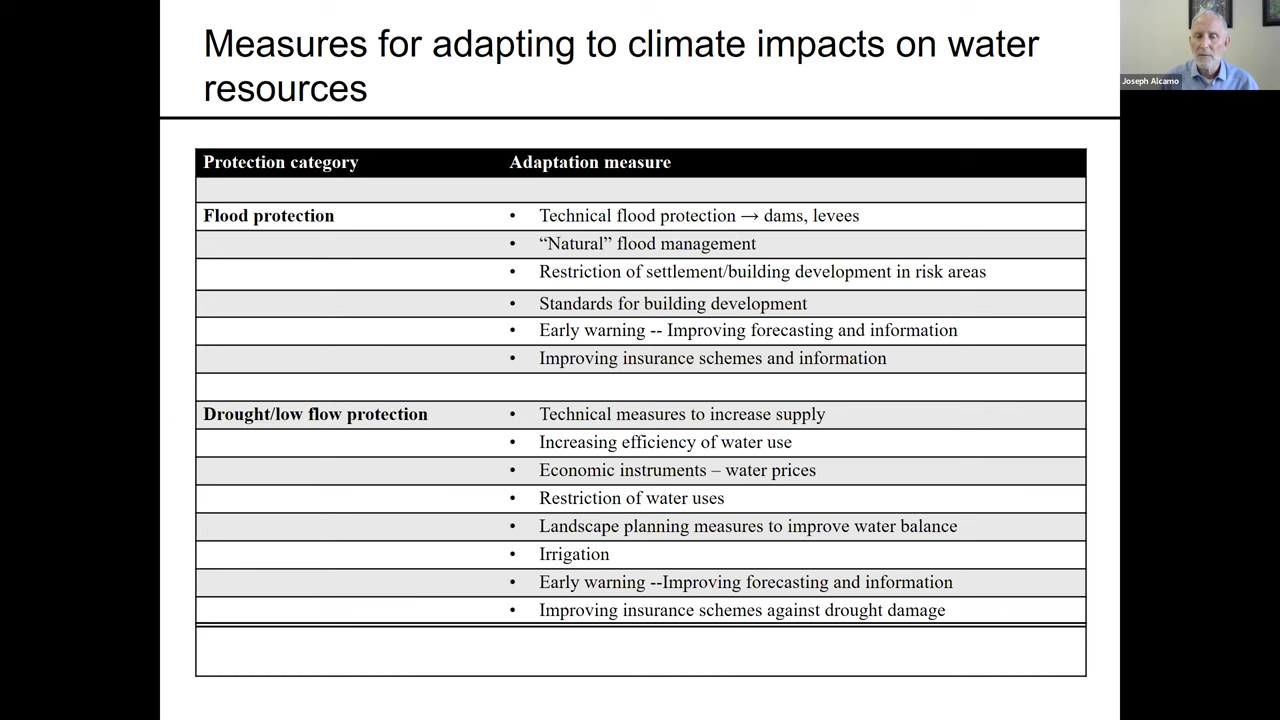 Measures for adapting to climate impacts on water
resources
Joseph Alcamo
Protection category Adaptation measure
Flood protection • Technical flood protection → dams, levees
• “Natural” flood management
• Restriction of settlement/building development in risk areas
• Standards for building development
• Early warning -- Improving forecasting and information
• Improving insurance schemes and information
Drought/low flow protection • Technical measures to increase supply
• Increasing efficiency of water use
• Economic instruments – water prices
• Restriction of water uses
• Landscape planning measures to improve water balance
• Irrigation
• Early warning --Improving forecasting and information
• Improving insurance schemes against drought damage